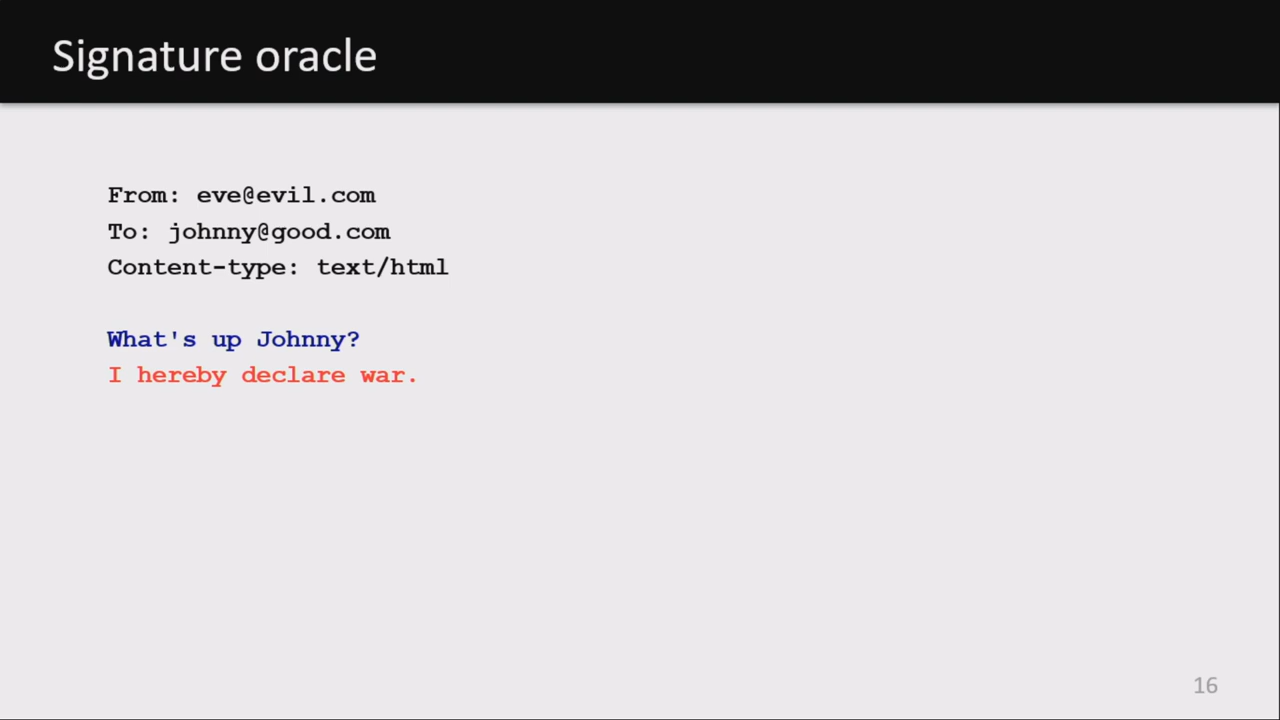 Signature oracle
From: eve@evil.com
To: johnny@good.com
Content-type: text/html
What's up Johnny?
I hereby declare war.
16